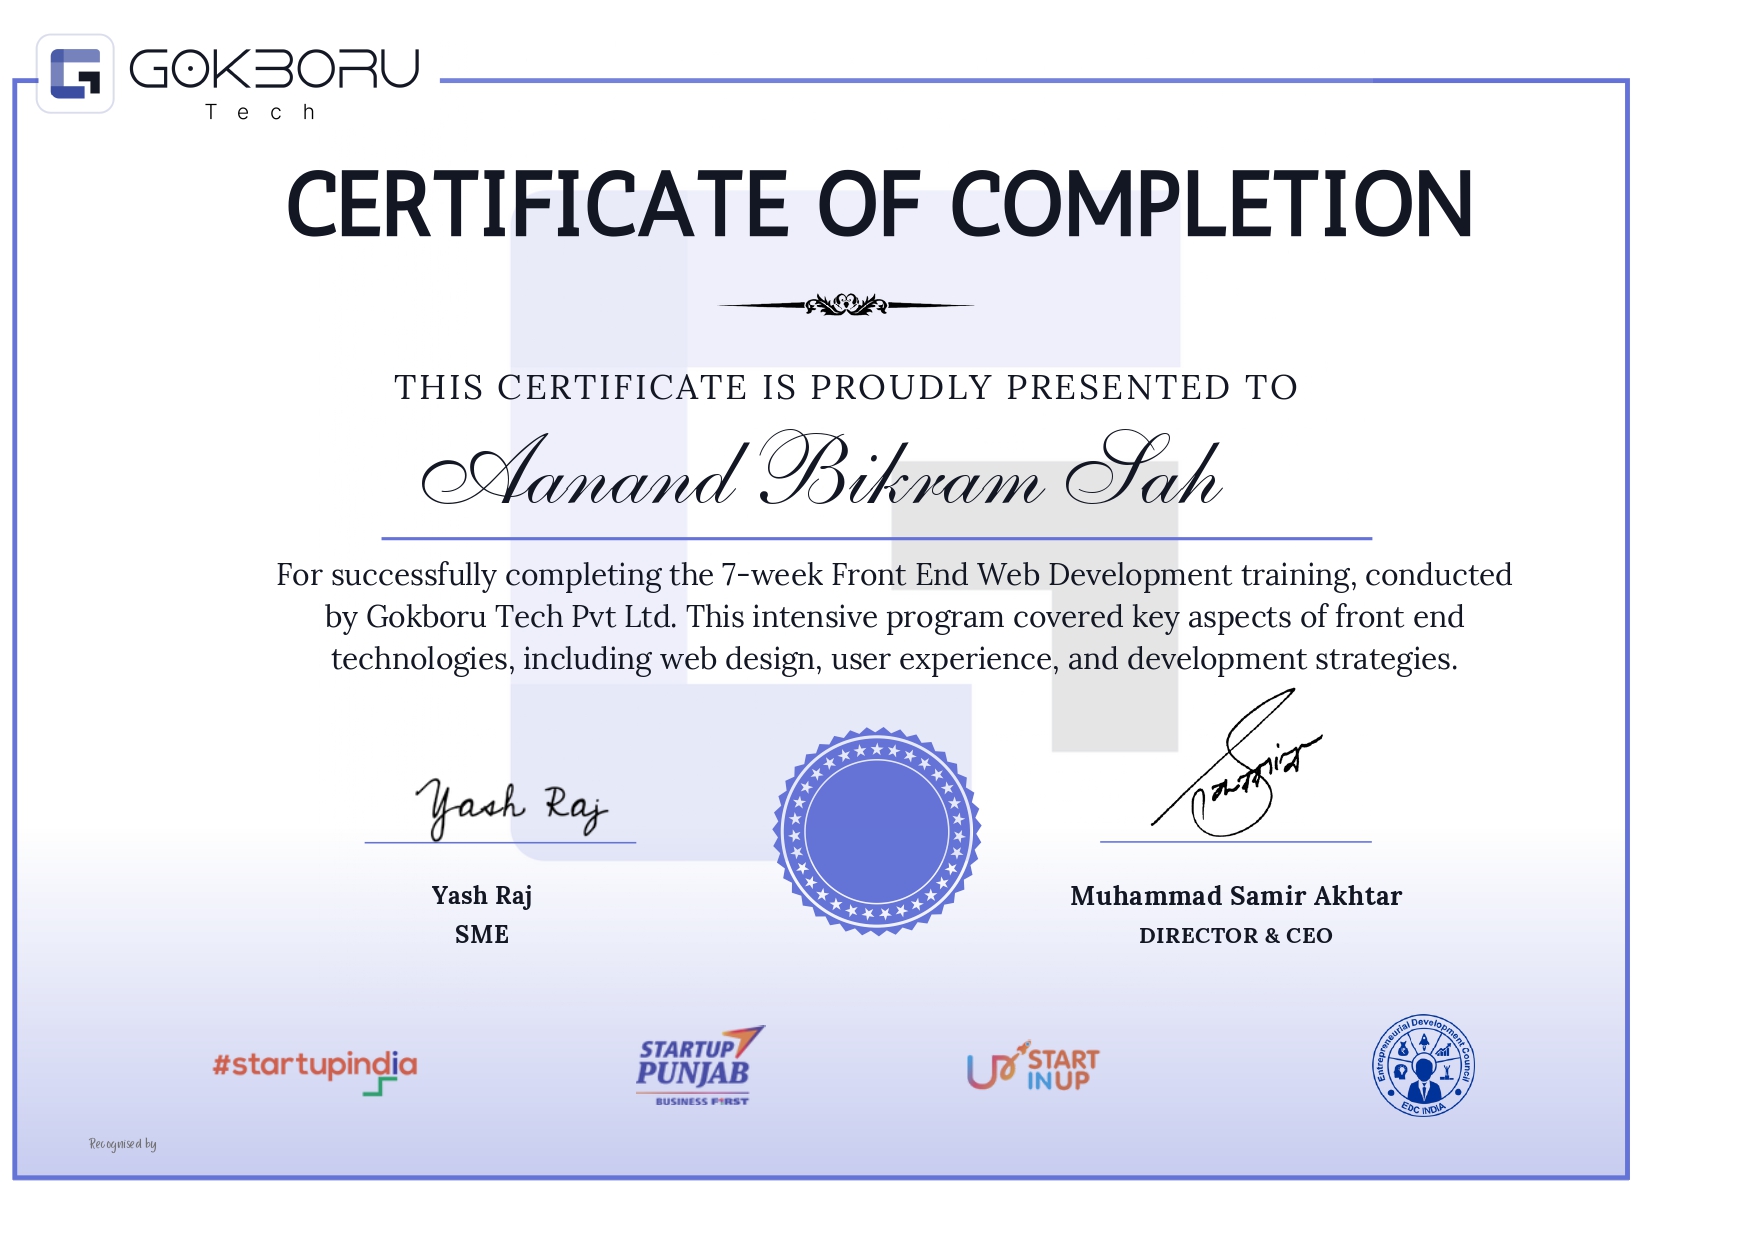 GOKBORU
Tech
CERTIFICATE OF COMPLETION
THIS CERTIFICATE IS PROUDLY PRESENTED TO
Aanand Bikram Sah
For successfully completing the 7-week Front End Web Development training, conducted
by Gokboru Tech Pvt Ltd. This intensive program covered key aspects of front end
technologies, including web design, user experience, and development strategies.
Yash Raj
Yash Raj
SME
Muhammad Samir Akhtar
DIRECTOR & CEO
#startupindia
STARTUP
PUNJAB
BUSINESS F1RST
UP START
IN UP
Entrepreneurial Development Council
EDC INDIA
Recognised by